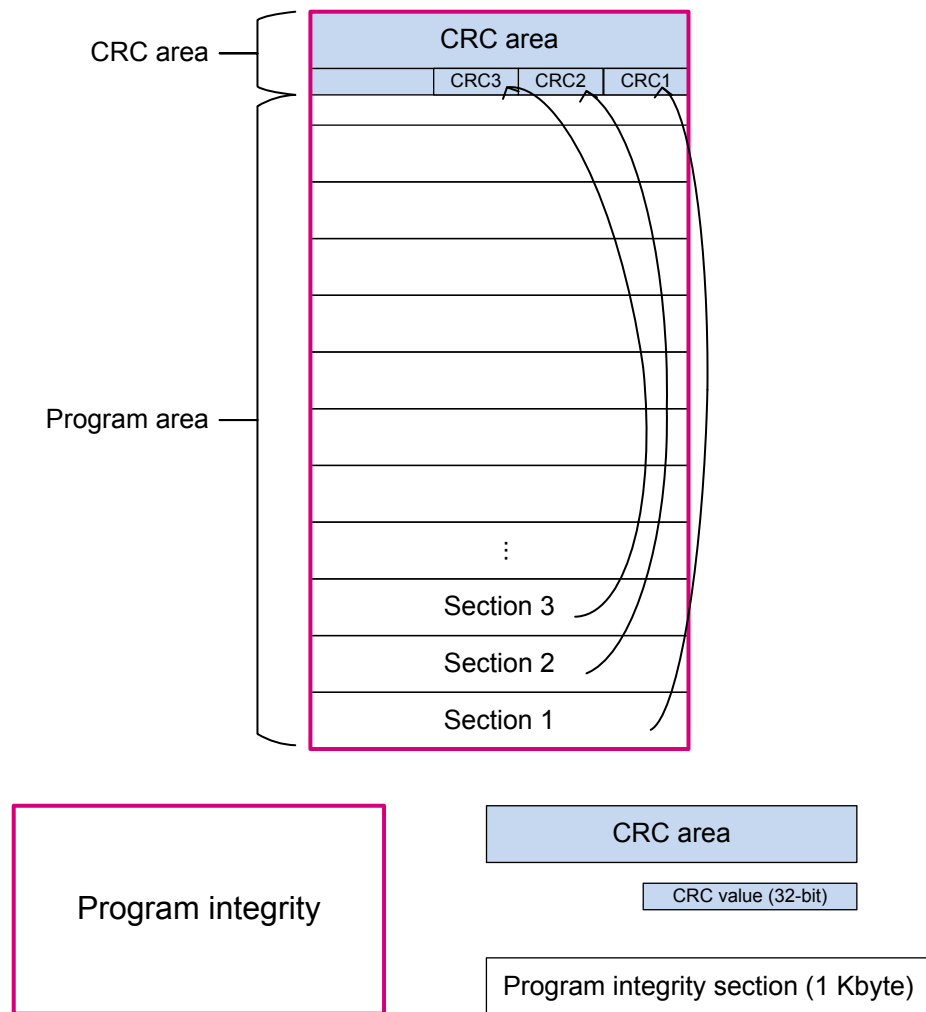 CRC area
CRC area
CRC3 CRC2 CRC1
Program area
⋮
Section 3
Section 2
Section 1
Program integrity
CRC area
CRC value (32-bit)
Program integrity section (1 Kbyte)